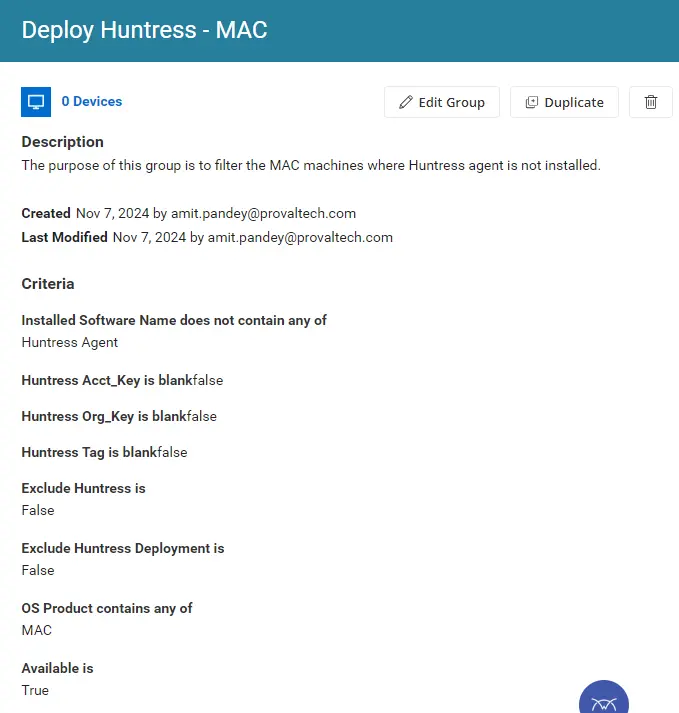 Deploy Huntress - MAC
0 Devices
Edit Group
Duplicate
Description
The purpose of this group is to filter the MAC machines where Huntress agent is not installed.
Created Nov 7, 2024 by amit.pandey@provaltech.com
Last Modified Nov 7, 2024 by amit.pandey@provaltech.com
Criteria
Installed Software Name does not contain any of
Huntress Agent
Huntress Acct_Key is blankfalse
Huntress Org_Key is blankfalse
Huntress Tag is blankfalse
Exclude Huntress is
False
Exclude Huntress Deployment is
False
OS Product contains any of
MAC
Available is
True